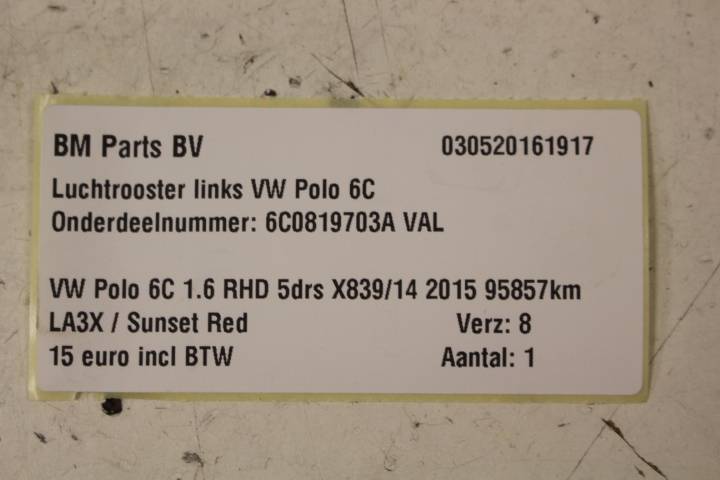 BM Parts BV 030520161917
Luchtrooster links VW Polo 6C
Onderdeelnummer: 6C0819703A VAL
VW Polo 6C 1.6 RHD 5drs X839/14 2015 95857km
LA3X / Sunset Red Verz: 8
15 euro incl BTW Aantal: 1